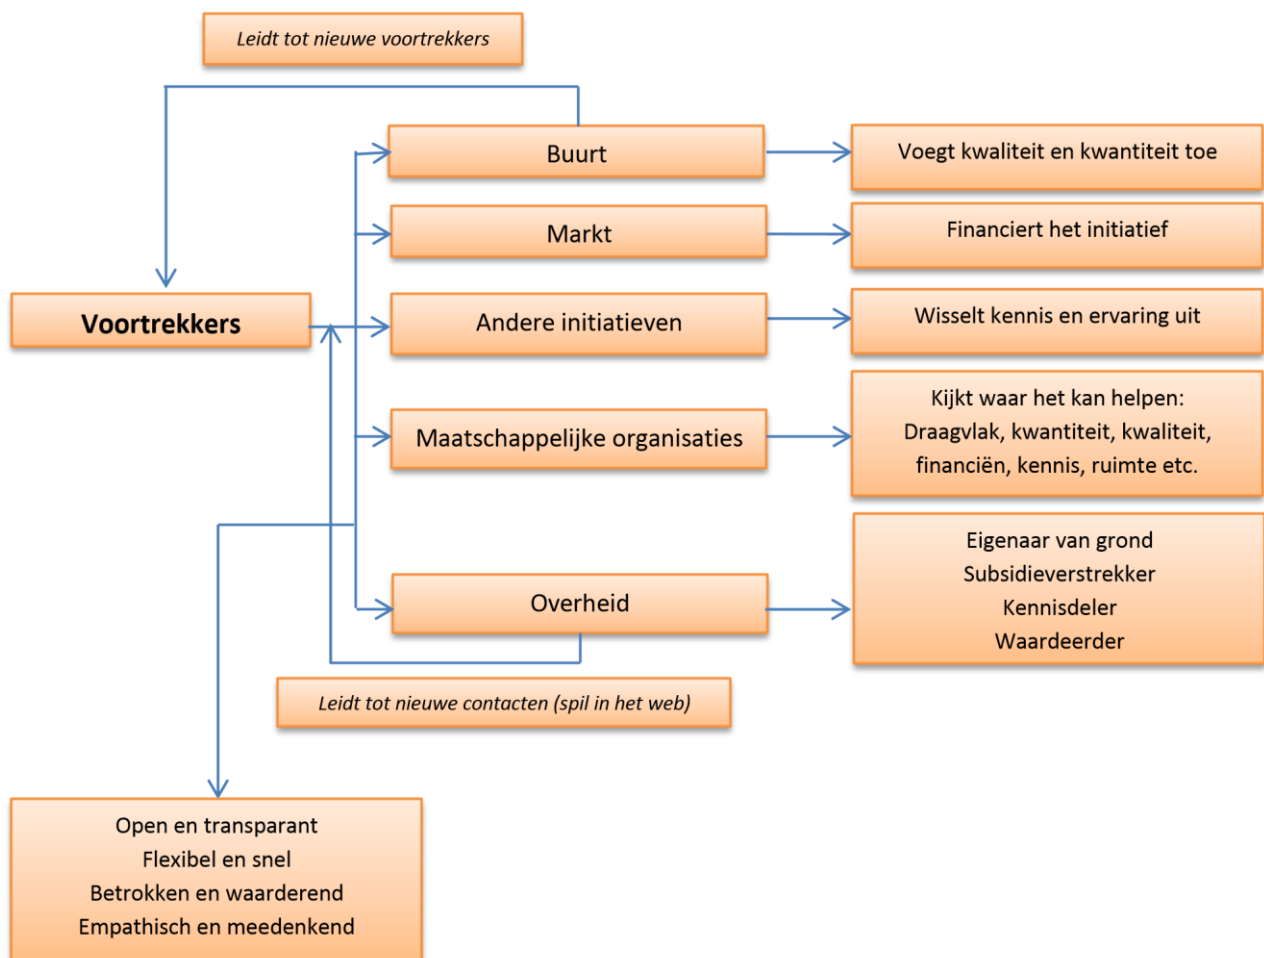 Leidt tot nieuwe voortrekkers
Buurt
Voegt kwaliteit en kwantiteit toe
Markt
Financiert het initiatief
Voortrekkers
Andere initiatieven
Wisselt kennis en ervaring uit
Maatschappelijke organisaties
Kijkt waar het kan helpen:
Draagvlak, kwantiteit, kwaliteit,
financiën, kennis, ruimte etc.
Overheid
Eigenaar van grond
Subsidieverstrekker
Kennisdeler
Waardeerder
Leidt tot nieuwe contacten (spil in het web)
Open en transparant
Flexibel en snel
Betrokken en waarderend
Empathisch en meedenkend